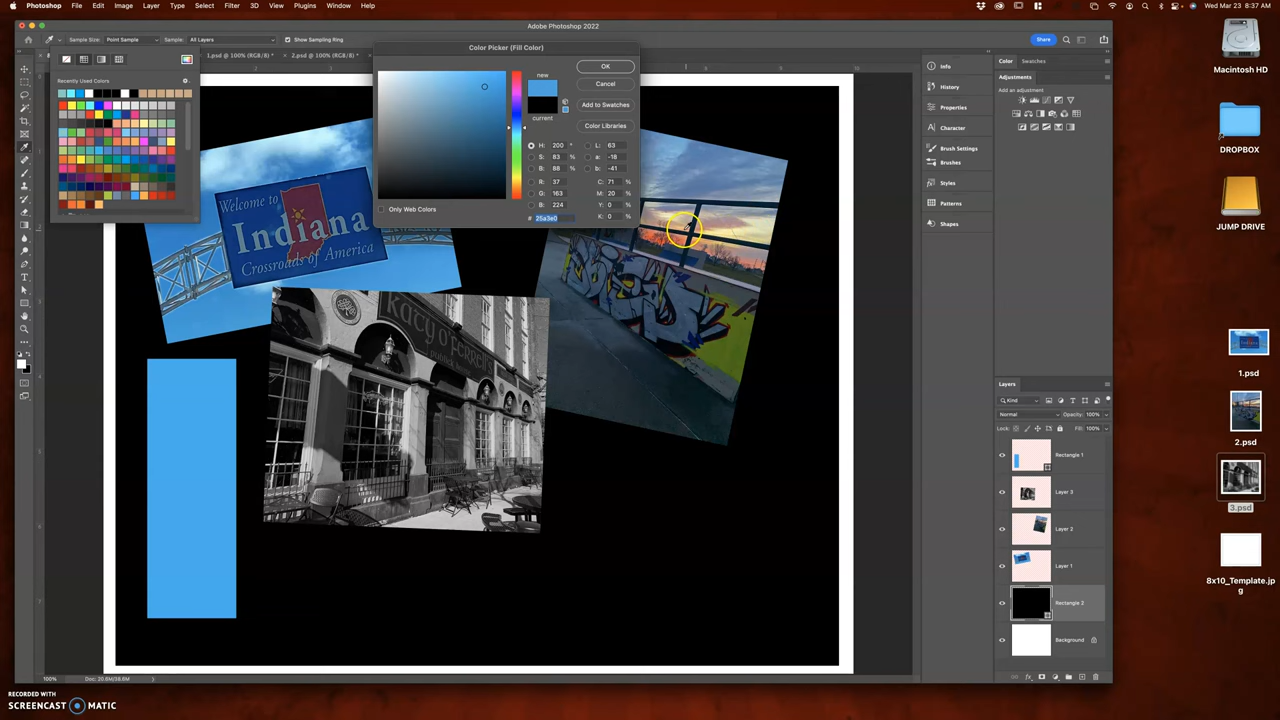 Photoshop File Edit Image Layer Type Select Filter 3D View Plugins Window Help
Wed Mar 23 8:37 AM
Adobe Photoshop 2022
Sample Size: Point Sample Sample: All Layers Show Sampling Ring
Share
1.psd @ 100% (RGB/8) *
2.psd @ 100% (RGB/8*) *
Recently Used Colors
Color Picker (Fill Color)
new
current
OK
Cancel
Add to Swatches
Color Libraries
H: 200 °
S: 83 %
B: 88 %
R: 37
G: 163
B: 224
L: 63
a: -18
b: -41
C: 71 %
M: 20 %
Y: 0 %
K: 0 %
# 25a3e0
Only Web Colors
Welcome to
Indiana
Crossroads of America
Info
History
Properties
Character
Brush Settings
Brushes
Styles
Patterns
Shapes
Color Swatches
Adjustments
Add an adjustment
Layers
Kind
Normal Opacity: 100%
Lock: Fill: 100%
Rectangle 1
Layer 3
Layer 2
Layer 1
Rectangle 2
Background
100% Doc: 20.6M/38.6M
Macintosh HD
DROPBOX
JUMP DRIVE
1.psd
2.psd
3.psd
8x10_Template.jp
g
RECORDED WITH
SCREENCAST MATIC